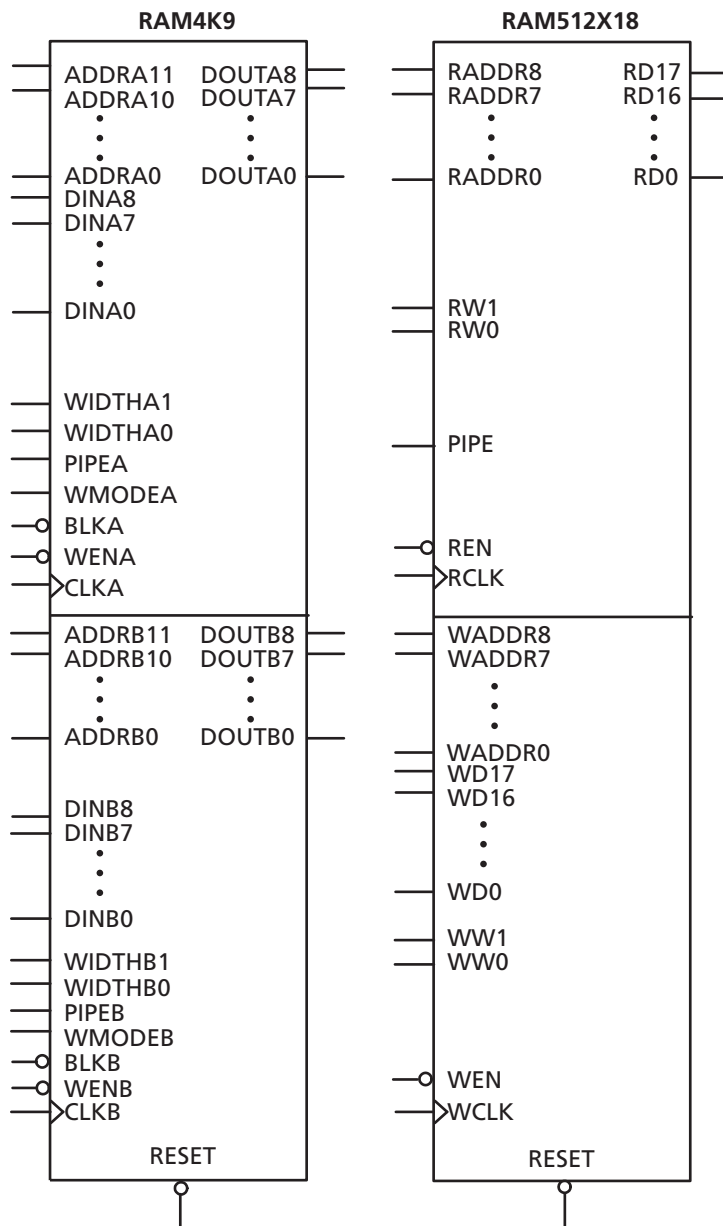 RAM4K9
ADDRA11 DOUTA8
ADDRA10 DOUTA7
ADDRA0 DOUTA0
DINA8
DINA7
DINA0
WIDTHA1
WIDTHA0
PIPEA
WMODEA
BLKA
WENA
CLKA
ADDRB11 DOUTB8
ADDRB10 DOUTB7
ADDRB0 DOUTB0
DINB8
DINB7
DINB0
WIDTHB1
WIDTHB0
PIPEB
WMODEB
BLKB
WENB
CLKB
RESET
RAM512X18
RADDR8 RD17
RADDR7 RD16
RADDR0 RD0
RW1
RW0
PIPE
REN
RCLK
WADDR8
WADDR7
WADDR0
WD17
WD16
WD0
WW1
WW0
WEN
WCLK
RESET